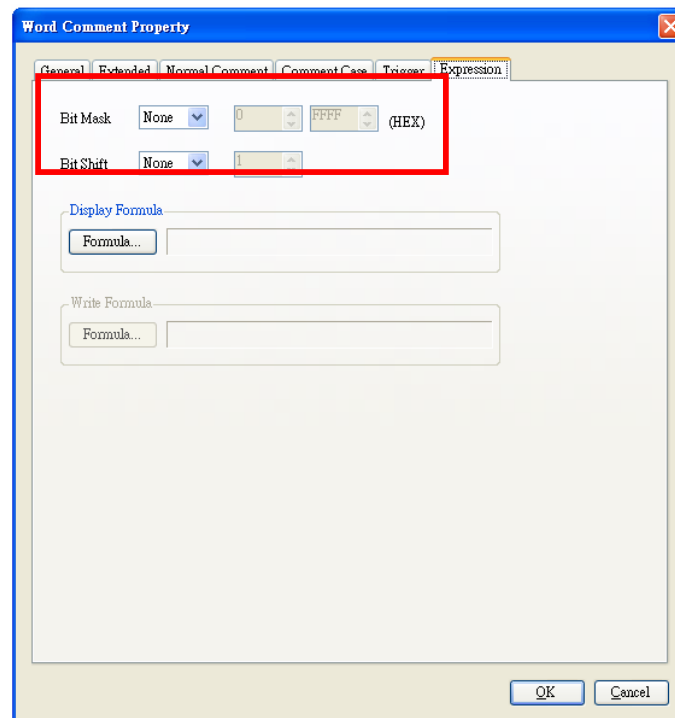 Word Comment Property
General Extended Normal Comment Comment Case Trigger Expression
Bit Mask None 0 FFFF (HEX)
Bit Shift None 1
Display Formula
Formula...
Write Formula
Formula...
OK Cancel